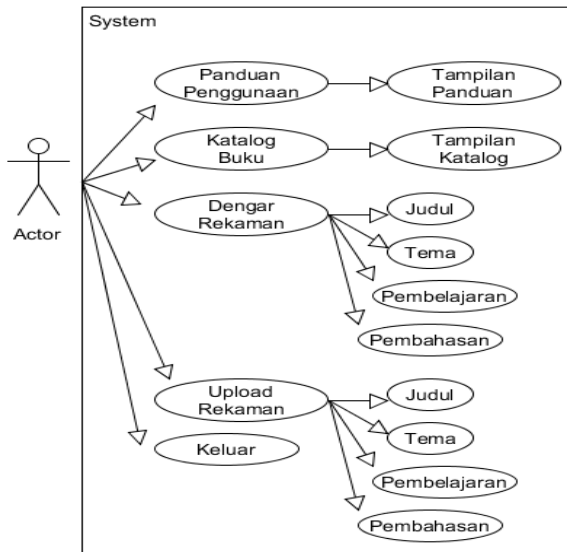 System
Panduan
Penggunaan
Tampilan
Panduan
Katalog
Buku
Tampilan
Katalog
Actor
Dengar
Rekaman
Judul
Tema
Pembelajaran
Pembahasan
Upload
Rekaman
Judul
Tema
Keluar
Pembelajaran
Pembahasan